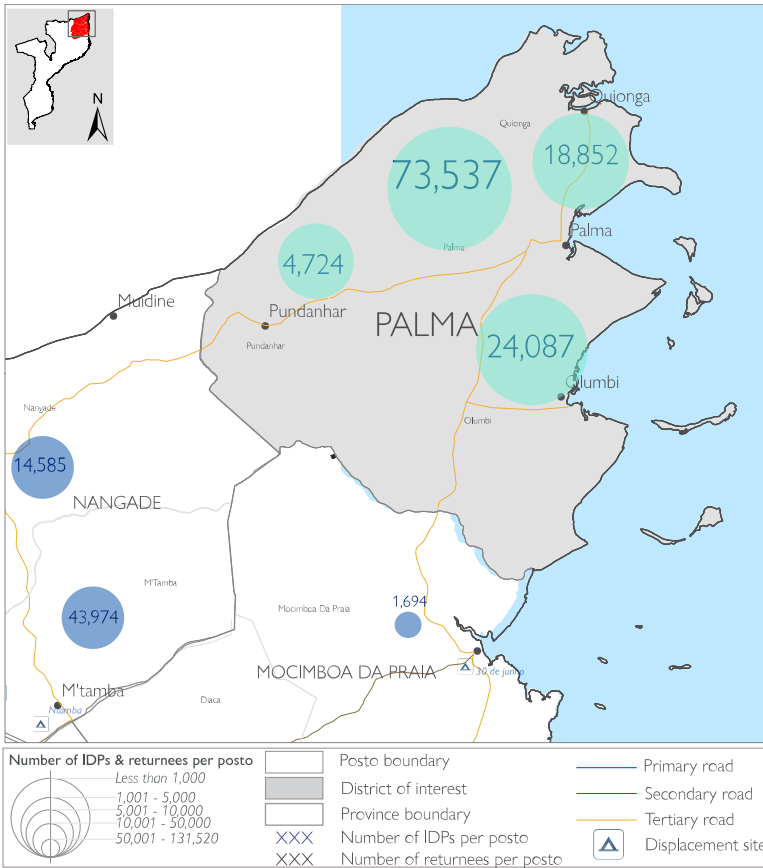 N
Quionga
Quionga
18,852
73,537
Palma
Palma
4,724
Muidine
Pundanhar
PALMA
Pundanhar
24,087
Olumbi
Nangade
Olumbi
14,585
NANGADE
M'Tamba
Mocimboa Da Praia
1,694
43,974
MOCIMBOA DA PRAIA
30 de junho
M'tamba
Diaca
Ntamba
Number of IDPs & returnees per posto
Less than 1,000
1,001 - 5,000
5,001 - 10,000
10,001 - 50,000
50,001 - 131,520
Posto boundary
District of interest
Province boundary
XXX Number of IDPs per posto
XXX Number of returnees per posto
Primary road
Secondary road
Tertiary road
Displacement site